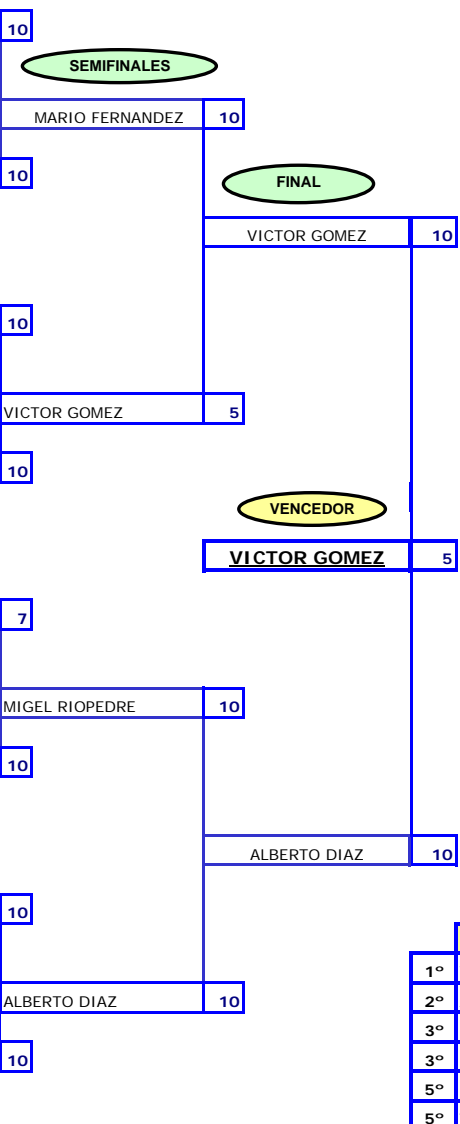 10
SEMIFINALES
MARIO FERNANDEZ 10
10
FINAL
VICTOR GOMEZ 10
10
VICTOR GOMEZ 5
10
VENCEDOR
VICTOR GOMEZ 5
7
MIGEL RIOPEDRE 10
10
ALBERTO DIAZ 10
10
1º
ALBERTO DIAZ 10 2º
3º
10 3º
5º
5º